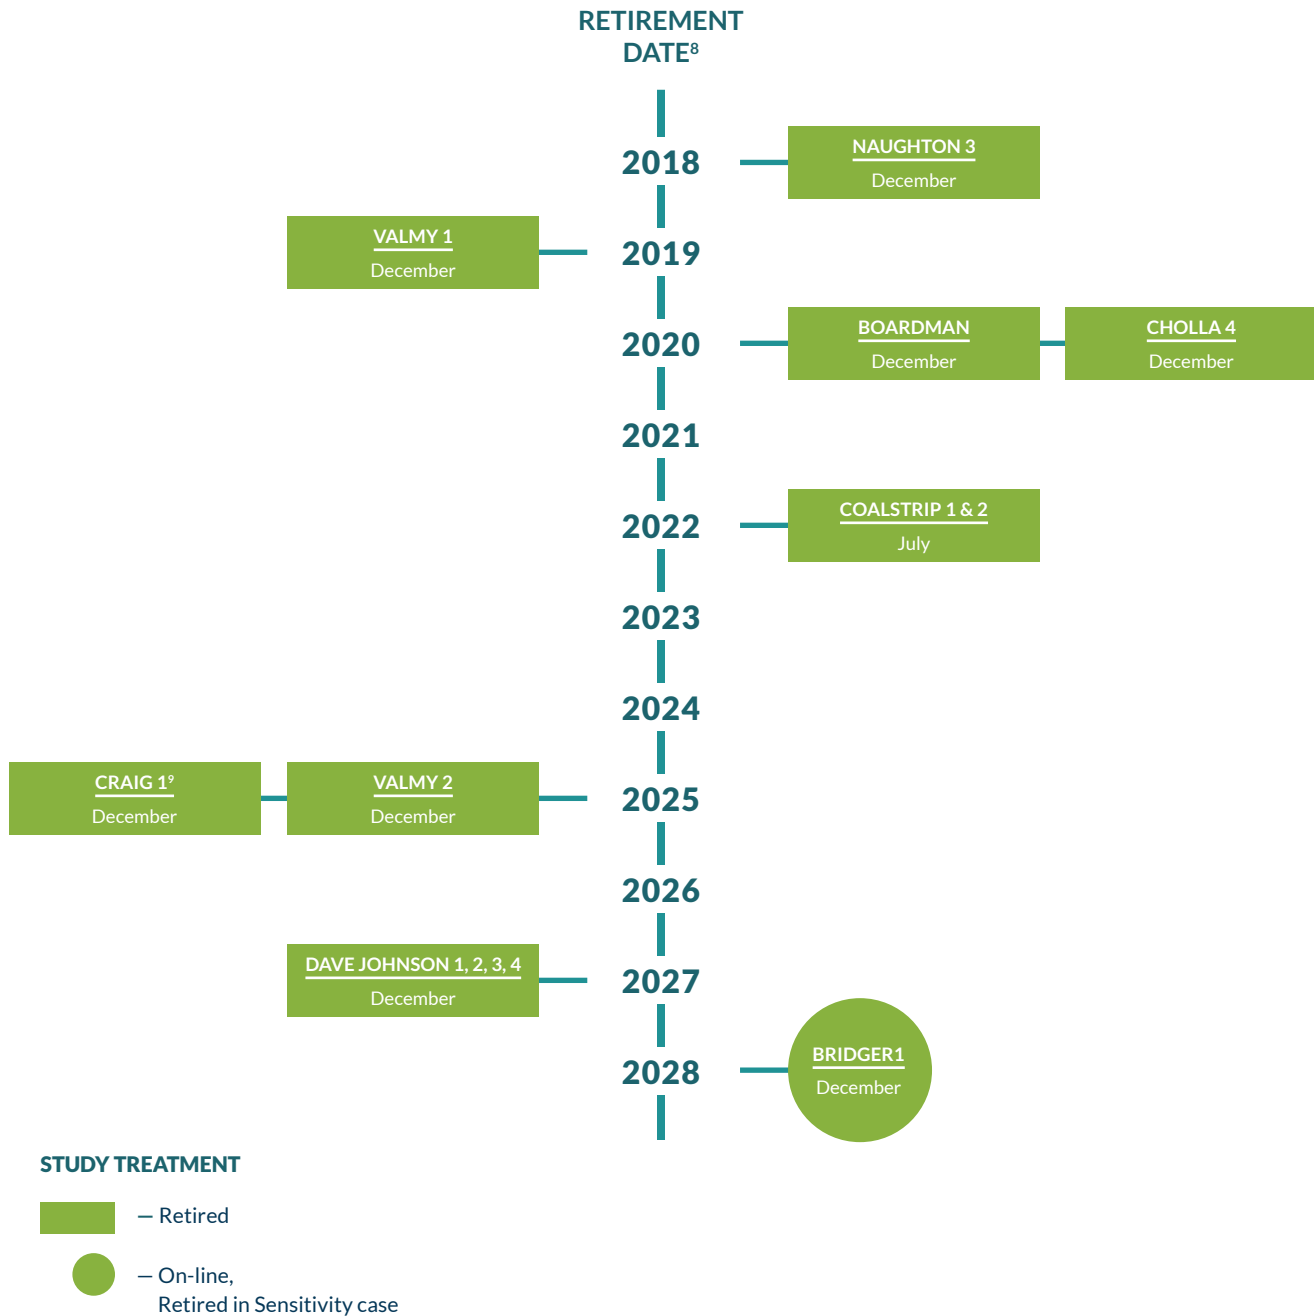 RETIREMENT
DATE⁸
2018
NAUGHTON 3
December
VALMY 1
December
2019
2020
BOARDMAN
December
CHOLLA 4
December
2021
2022
COALSTRIP 1 & 2
July
2023
2024
CRAIG 1⁹
December
VALMY 2
December
2025
2026
DAVE JOHNSON 1, 2, 3, 4
December
2027
2028
BRIDGER1
December
STUDY TREATMENT
— Retired
— On-line,
Retired in Sensitivity case